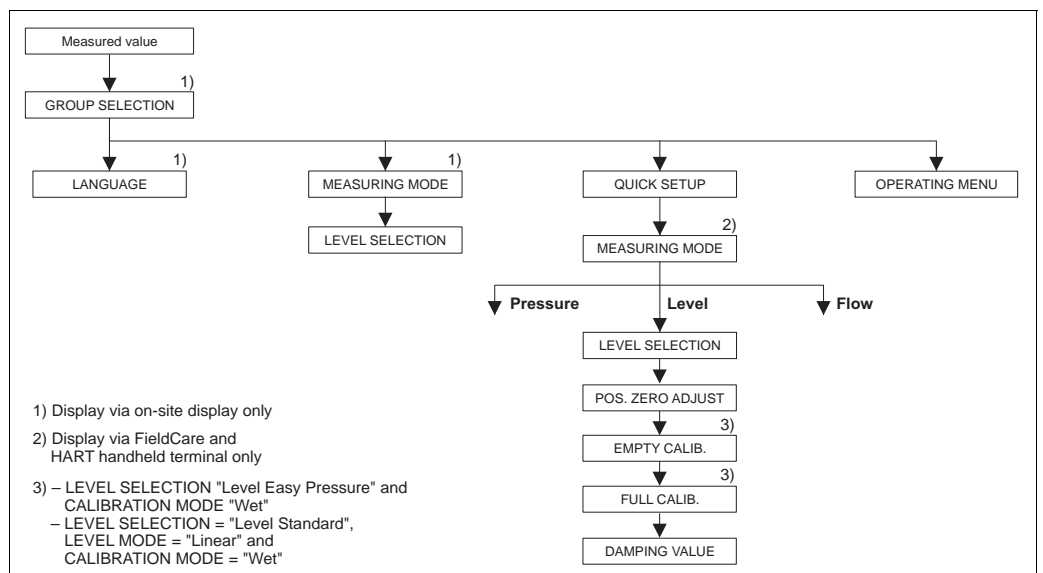 Measured value
1)
GROUP SELECTION
1)
1)
LANGUAGE
MEASURING MODE
QUICK SETUP
OPERATING MENU
2)
LEVEL SELECTION
MEASURING MODE
Pressure
Level
Flow
LEVEL SELECTION
POS. ZERO ADJUST
3)
EMPTY CALIB.
3)
FULL CALIB.
DAMPING VALUE
1) Display via on-site display only
2) Display via FieldCare and
HART handheld terminal only
3) – LEVEL SELECTION "Level Easy Pressure" and
CALIBRATION MODE "Wet"
– LEVEL SELECTION = "Level Standard",
LEVEL MODE = "Linear" and
CALIBRATION MODE = "Wet"